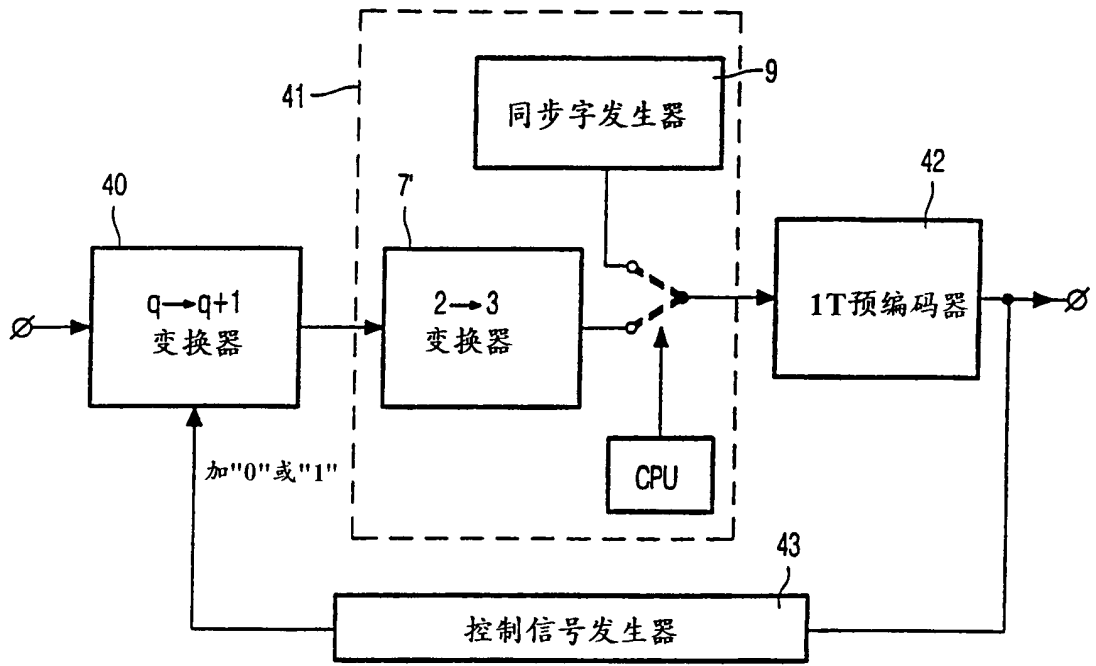 41
9
同步字发生器
40
q→q+1
变换器
7'
2→3
变换器
42
1T预编码器
CPU
加"0"或"1"
43
控制信号发生器